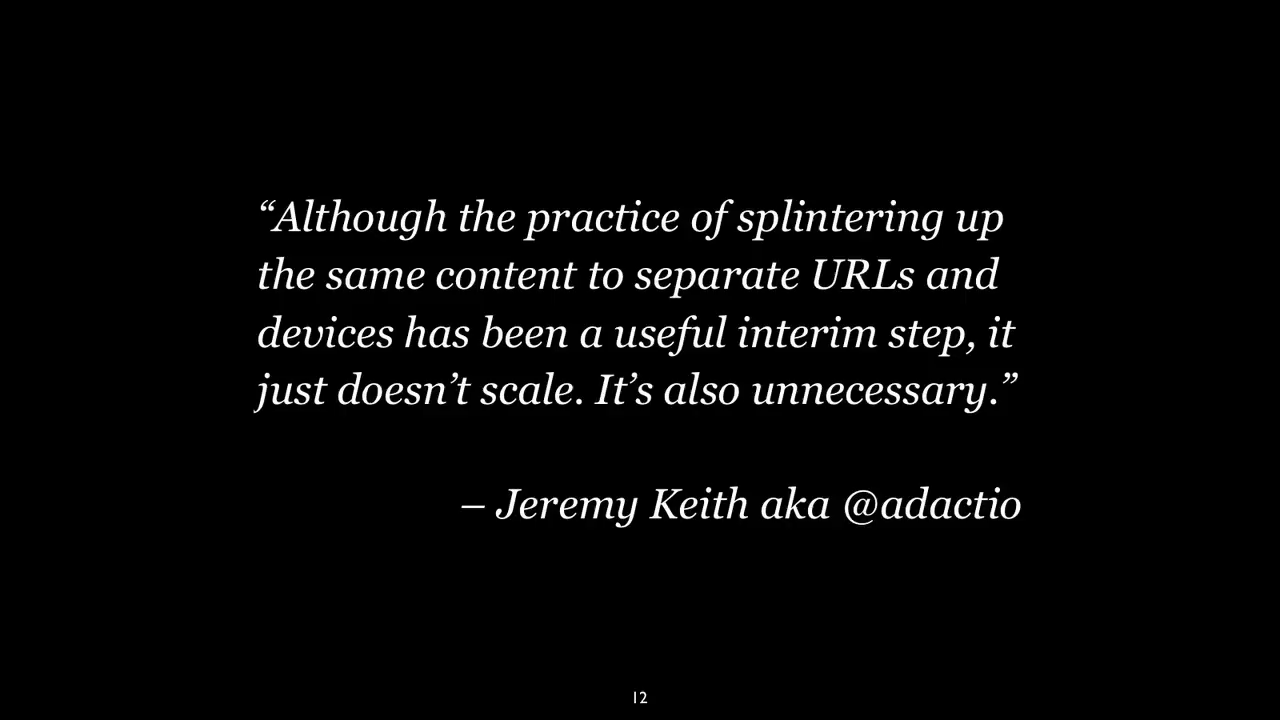 “Although the practice of splintering up
the same content to separate URLs and
devices has been a useful interim step, it
just doesn’t scale. It’s also unnecessary.”
– Jeremy Keith aka @adactio
12